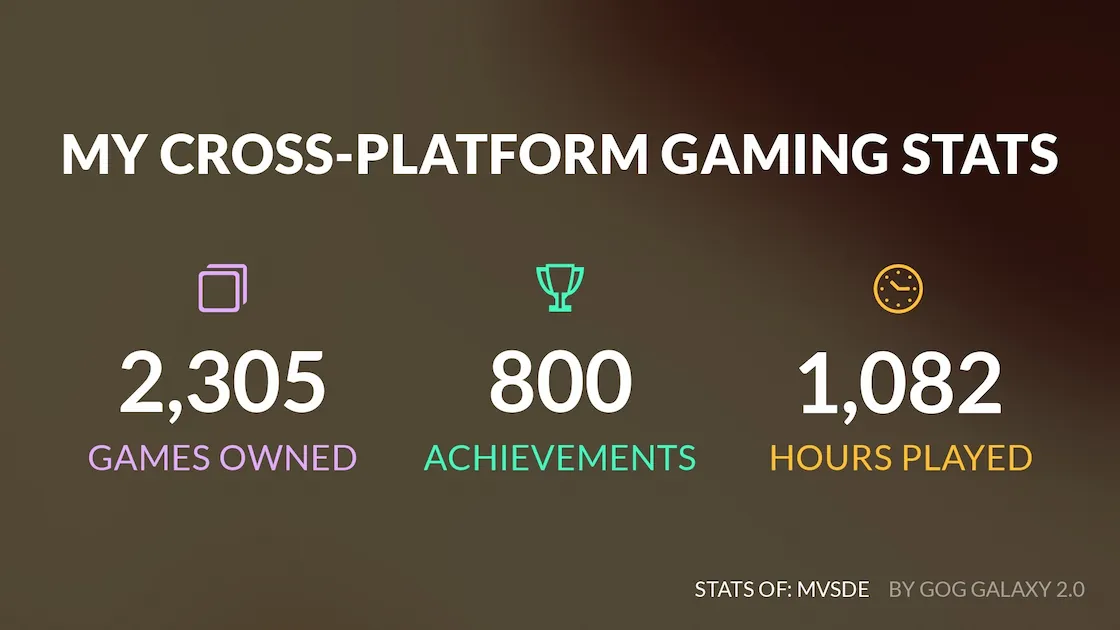 MY CROSS-PLATFORM GAMING STATS
2,305
GAMES OWNED
800
ACHIEVEMENTS
1,082
HOURS PLAYED
STATS OF: MVSDE BY GOG GALAXY 2.0